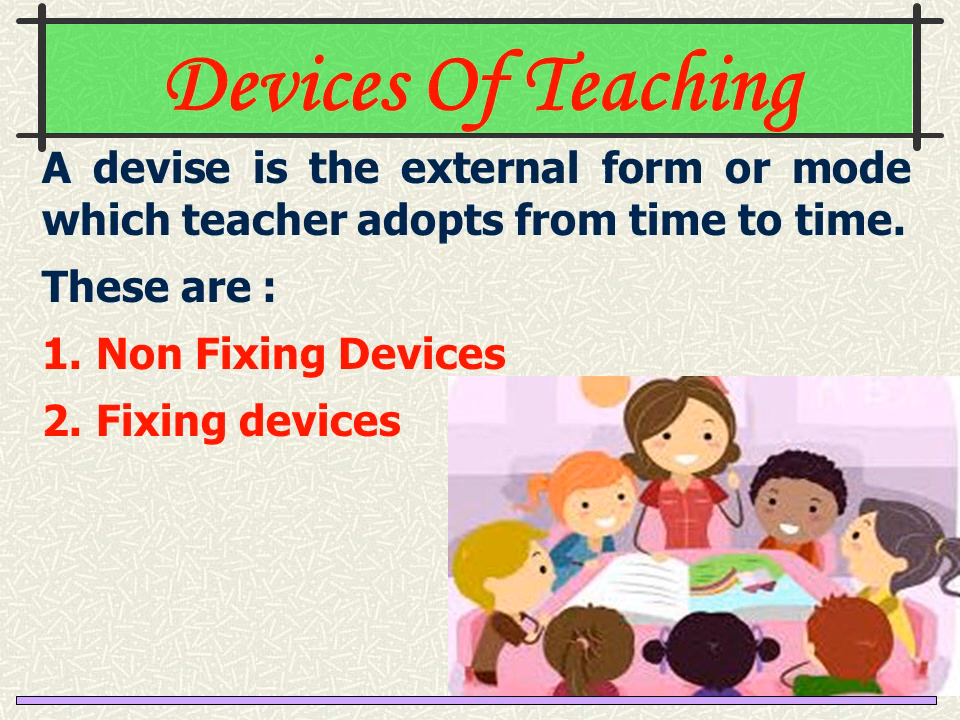 Devices Of Teaching
A devise is the external form or mode
which teacher adopts from time to time.
These are :
1. Non Fixing Devices
2. Fixing devices